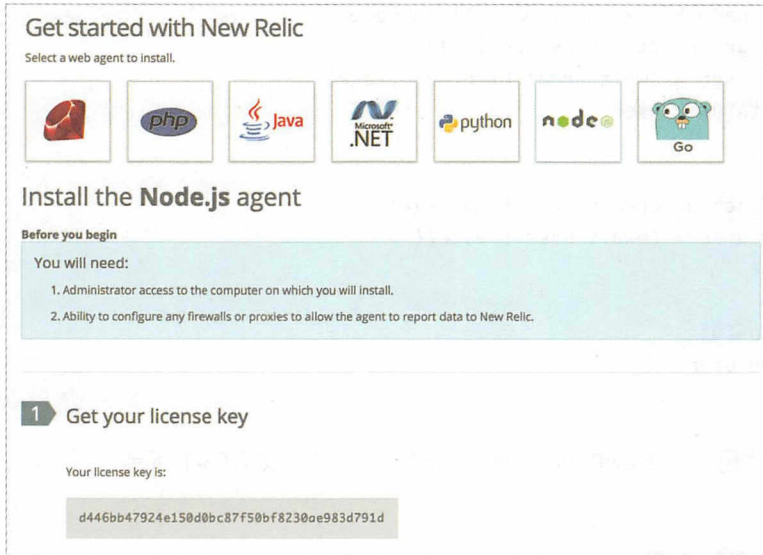 Get started with New Relic
Select a web agent to install.
php
Java
Microsoft
.NET
python
node
Go
Install the Node.js agent
Before you begin
You will need:
1. Administrator access to the computer on which you will install.
2. Ability to configure any firewalls or proxies to allow the agent to report data to New Relic.
1 Get your license key
Your license key is:
d446bb47924e150d0bc87f50bf8230ae983d791d